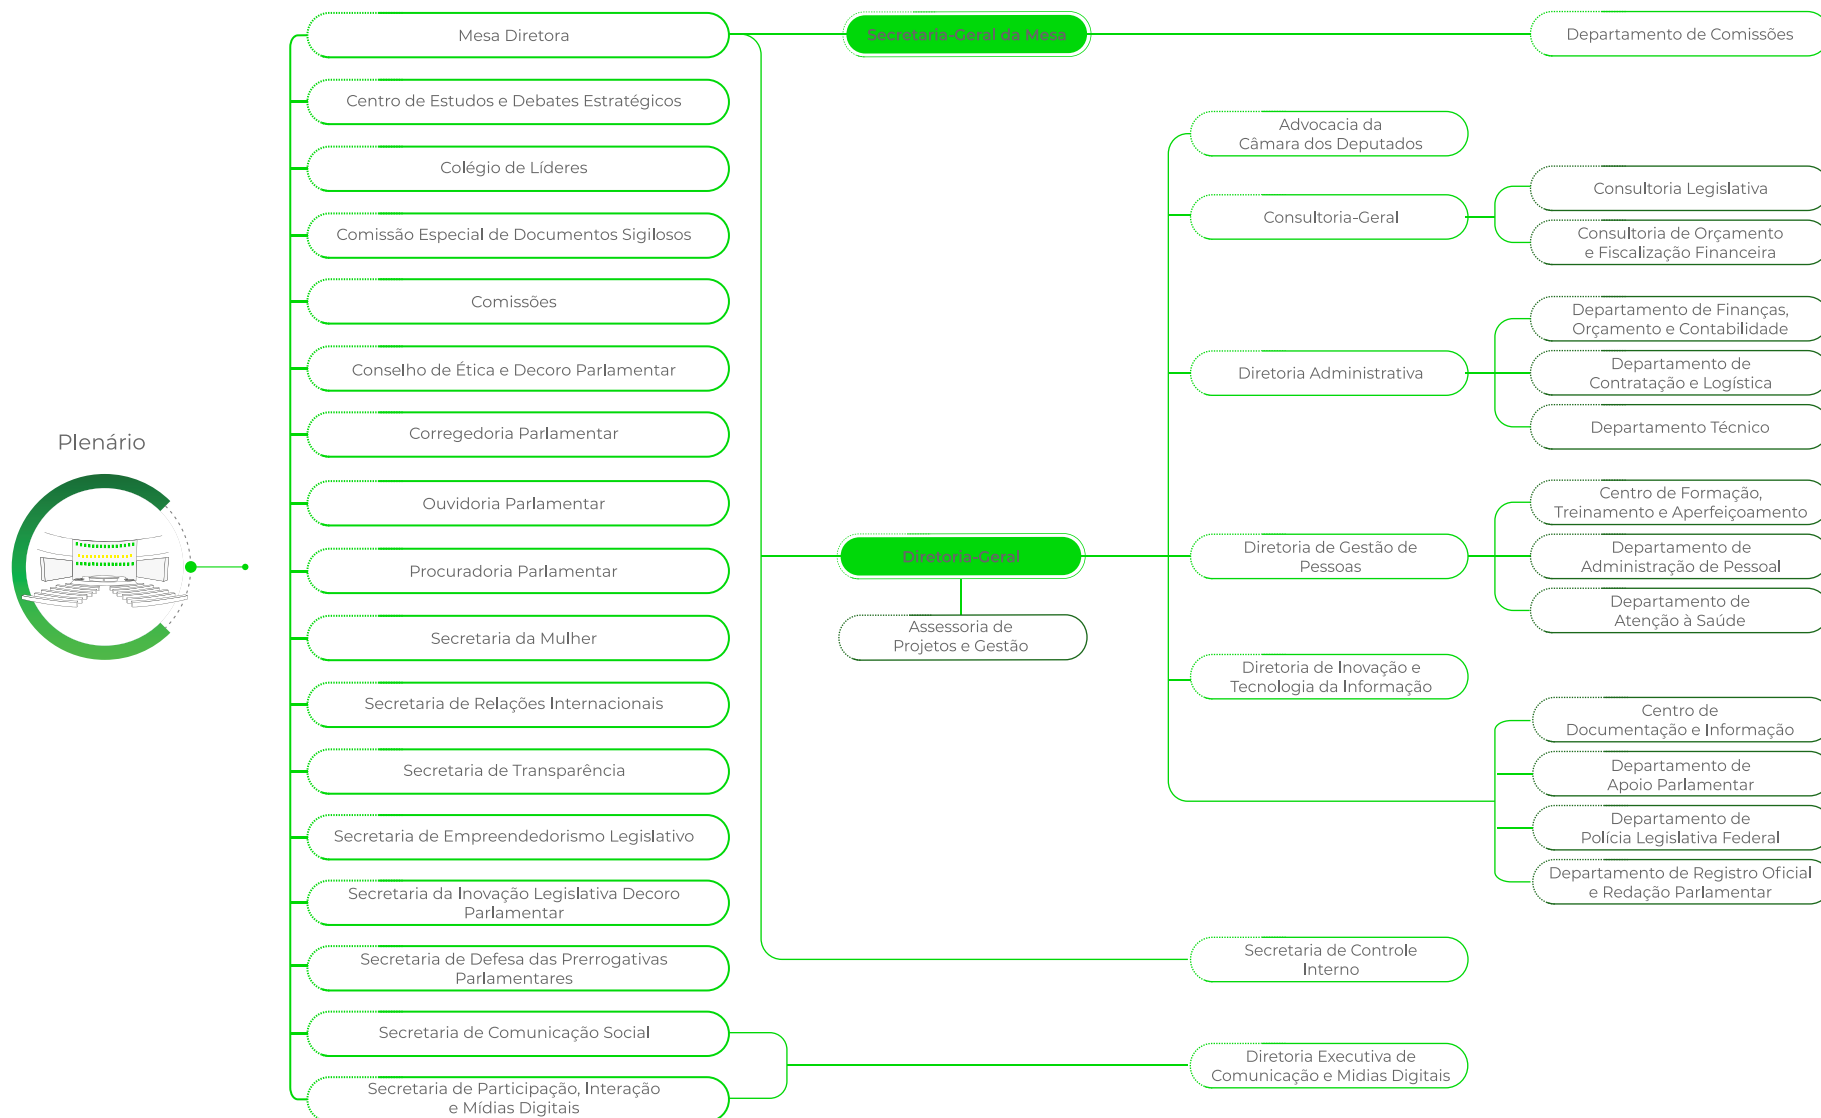 Plenário
Mesa Diretora
Centro de Estudos e Debates Estratégicos
Colégio de Líderes
Comissão Especial de Documentos Sigilosos
Comissões
Conselho de Ética e Decoro Parlamentar
Corregedoria Parlamentar
Ouvidoria Parlamentar
Procuradoria Parlamentar
Secretaria da Mulher
Secretaria de Relações Internacionais
Secretaria de Transparência
Secretaria de Empreendedorismo Legislativo
Secretaria da Inovação Legislativa Decoro
Parlamentar
Secretaria de Defesa das Prerrogativas
Parlamentares
Secretaria de Comunicação Social
Secretaria de Participação, Interação
e Mídias Digitais
Secretaria-Geral da Mesa
Diretoria-Geral
Assessoria de
Projetos e Gestão
Advocacia da
Câmara dos Deputados
Consultoria-Geral
Diretoria Administrativa
Diretoria de Gestão de
Pessoas
Diretoria de Inovação e
Tecnologia da Informação
Secretaria de Controle
Interno
Diretoria Executiva de
Comunicação e Midias Digitais
Departamento de Comissões
Consultoria Legislativa
Consultoria de Orçamento
e Fiscalização Financeira
Departamento de Finanças,
Orçamento e Contabilidade
Departamento de
Contratação e Logística
Departamento Técnico
Centro de Formação,
Treinamento e Aperfeiçoamento
Departamento de
Administração de Pessoal
Departamento de
Atenção à Saúde
Centro de
Documentação e Informação
Departamento de
Apoio Parlamentar
Departamento de
Polícia Legislativa Federal
Departamento de Registro Oficial
e Redação Parlamentar